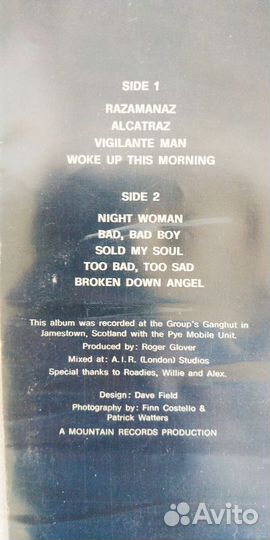 SIDE 1
RAZAMANAZ
ALCATRAZ
VIGILANTE MAN
WOKE UP THIS MORNING
SIDE 2
NIGHT WOMAN
BAD, BAD BOY
SOLD MY SOUL
TOO BAD, TOO SAD
BROKEN DOWN ANGEL
This album was recorded at the Group's Ganghut in
Jamestown, Scotland with the Pye Mobile Unit.
Produced by: Roger Glover
Mixed at: A.I.R. (London) Studios
Special thanks to Roadies, Willie and Alex.
Design: Dave Field
Photography by: Finn Costello &
Patrick Watters
A MOUNTAIN RECORDS PRODUCTION
Avito